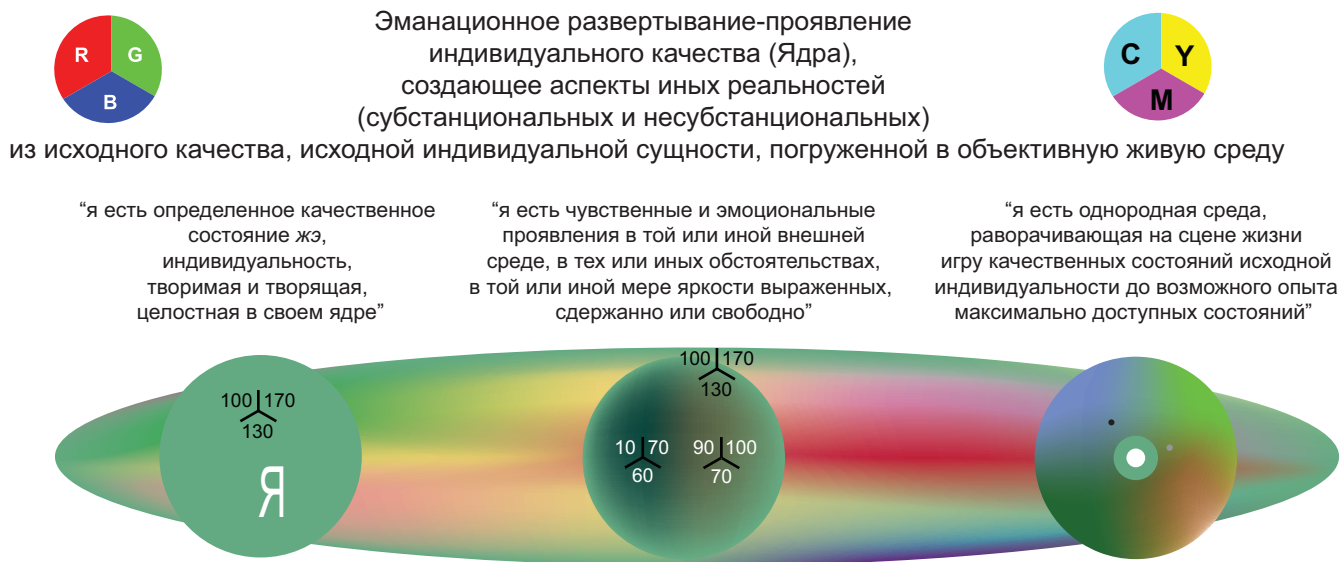 R G
B
Эманационное развертывание-проявление
индивидуального качества (Ядра),
создающее аспекты иных реальностей
(субстанциональных и несубстанциональных)
из исходного качества, исходной индивидуальной сущности, погруженной в объективную живую среду
C Y
M
“я есть определенное качественное
состояние жэ,
индивидуальность,
творимая и творящая,
целостная в своем ядре”
“я есть чувственные и эмоциональные
проявления в той или иной внешней
среде, в тех или иных обстоятельствах,
в той или иной мере яркости выраженных,
сдержанно или свободно”
“я есть однородная среда,
раворачивающая на сцене жизни
игру качественных состояний исходной
индивидуальности до возможного опыта
максимально доступных состояний”
100 170
130
Я
100 170
130
10 70
60
90 100
70